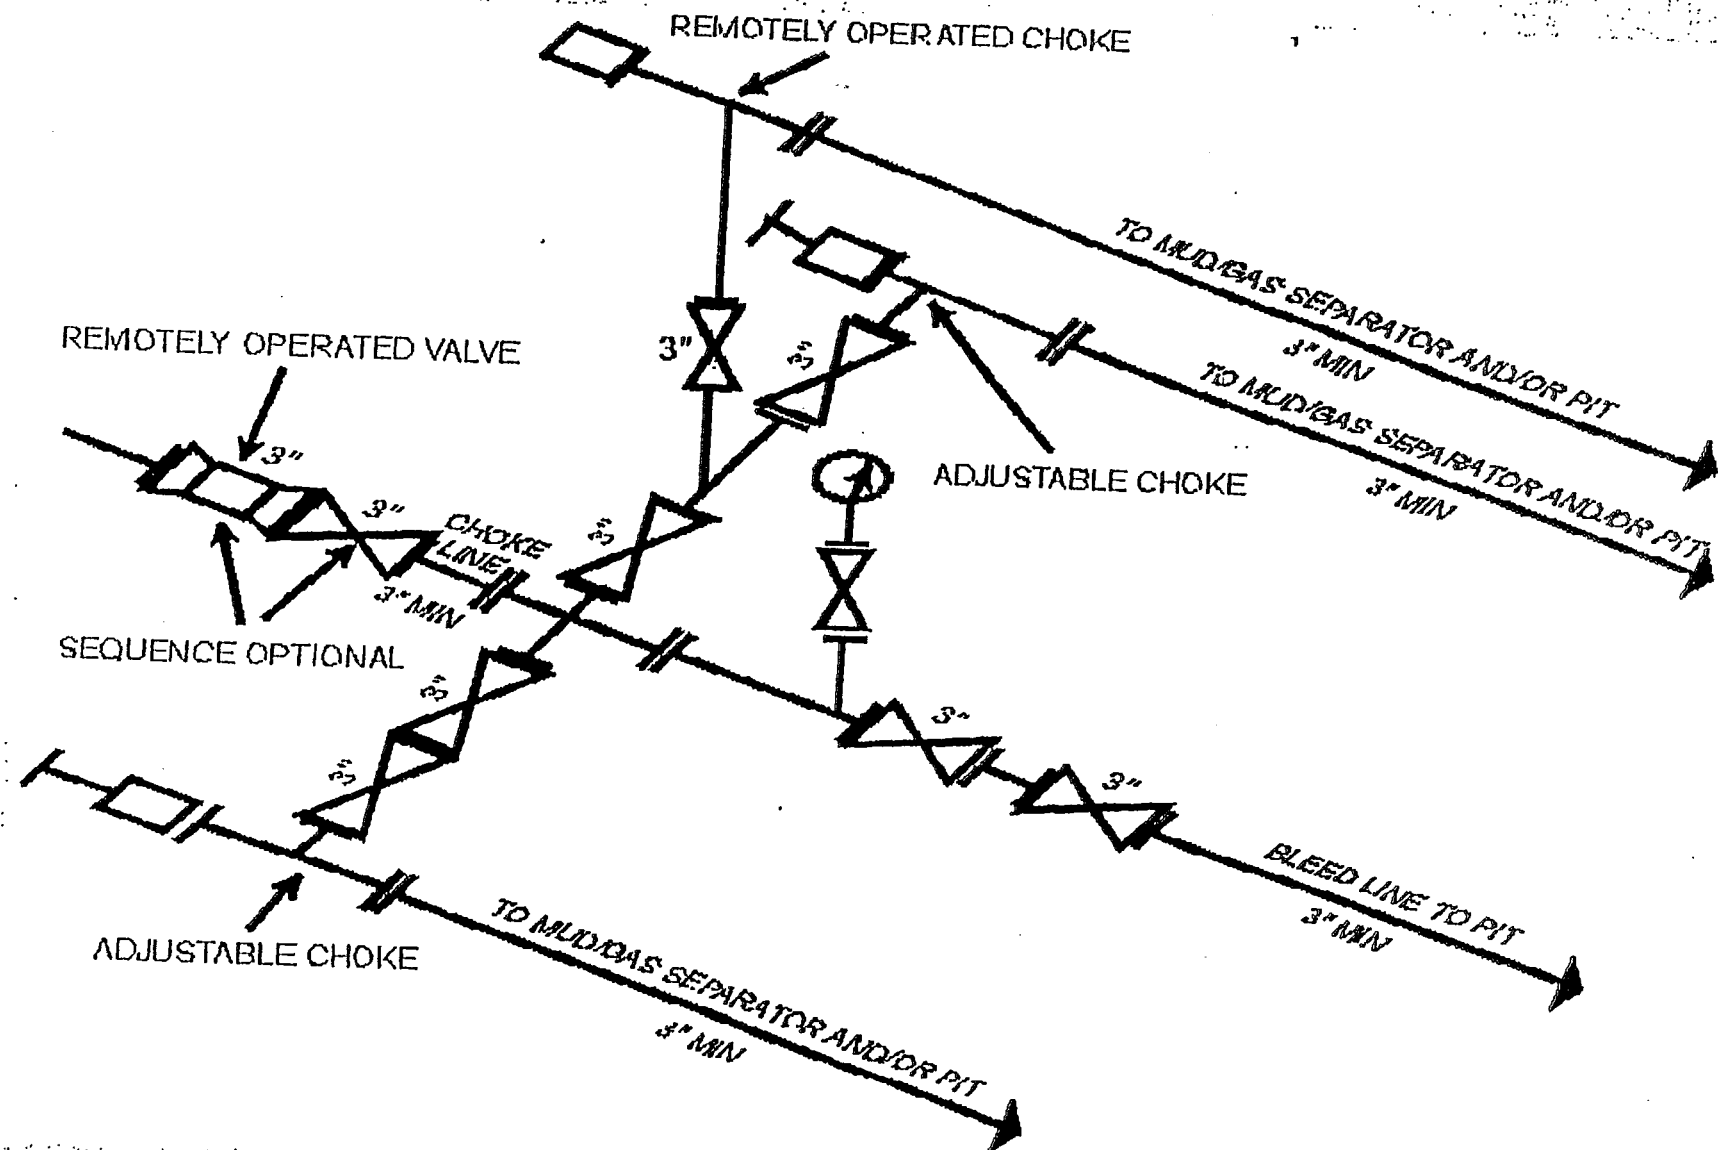 REMOTELY OPERATED CHOKE
TO MUD/GAS SEPARATOR AND/OR PIT
3" MIN
REMOTELY OPERATED VALVE
3"
3"
TO MUD/GAS SEPARATOR AND/OR PIT
3" MIN
ADJUSTABLE CHOKE
3"
3"
CHOKE
LINE
3" MIN
3"
SEQUENCE OPTIONAL
3"
3"
3"
3"
BLEED LINE TO PIT
3" MIN
ADJUSTABLE CHOKE
TO MUD/GAS SEPARATOR AND/OR PIT
3" MIN